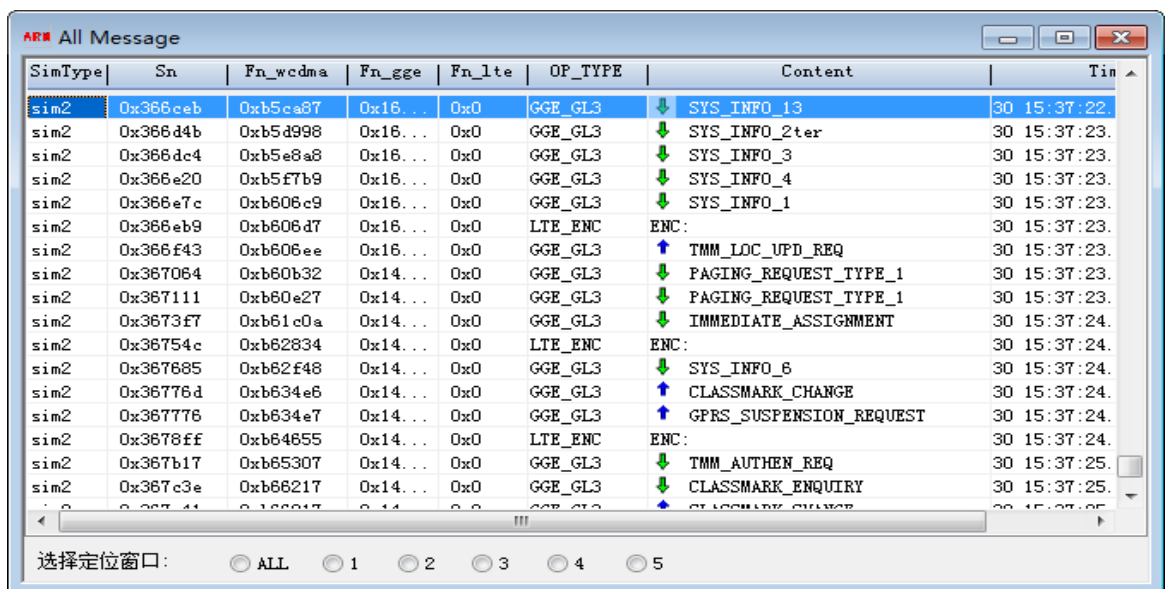 ARM All Message
SimType Sn Fn_wcdma Fn_gge Fn_lte OP_TYPE Content Tim
sim2 0x366ceb 0xb5ca87 0x16... 0x0 GGE_GL3 SYS_INFO_13 30 15:37:22.
sim2 0x366d4b 0xb5d998 0x16... 0x0 GGE_GL3 SYS_INFO_2ter 30 15:37:23.
sim2 0x366dc4 0xb5e8a8 0x16... 0x0 GGE_GL3 SYS_INFO_3 30 15:37:23.
sim2 0x366e20 0xb5f7b9 0x16... 0x0 GGE_GL3 SYS_INFO_4 30 15:37:23.
sim2 0x366e7c 0xb606c9 0x16... 0x0 GGE_GL3 SYS_INFO_1 30 15:37:23.
sim2 0x366eb9 0xb606d7 0x16... 0x0 LTE_ENC ENC: 30 15:37:23.
sim2 0x366f43 0xb606ee 0x16... 0x0 GGE_GL3 TMM_LOC_UPD_REQ 30 15:37:23.
sim2 0x367064 0xb60b32 0x14... 0x0 GGE_GL3 PAGING_REQUEST_TYPE_1 30 15:37:23.
sim2 0x367111 0xb60e27 0x14... 0x0 GGE_GL3 PAGING_REQUEST_TYPE_1 30 15:37:23.
sim2 0x3673f7 0xb61c0a 0x14... 0x0 GGE_GL3 IMMEDIATE_ASSIGNMENT 30 15:37:24.
sim2 0x36754c 0xb62834 0x14... 0x0 LTE_ENC ENC: 30 15:37:24.
sim2 0x367685 0xb62f48 0x14... 0x0 GGE_GL3 SYS_INFO_6 30 15:37:24.
sim2 0x36776d 0xb634e6 0x14... 0x0 GGE_GL3 CLASSMARK_CHANGE 30 15:37:24.
sim2 0x367776 0xb634e7 0x14... 0x0 GGE_GL3 GPRS_SUSPENSION_REQUEST 30 15:37:24.
sim2 0x3678ff 0xb64655 0x14... 0x0 LTE_ENC ENC: 30 15:37:24.
sim2 0x367b17 0xb65307 0x14... 0x0 GGE_GL3 TMM_AUTHEN_REQ 30 15:37:25.
sim2 0x367c3e 0xb66217 0x14... 0x0 GGE_GL3 CLASSMARK_ENQUIRY 30 15:37:25.
选择定位窗口: ALL 1 2 3 4 5